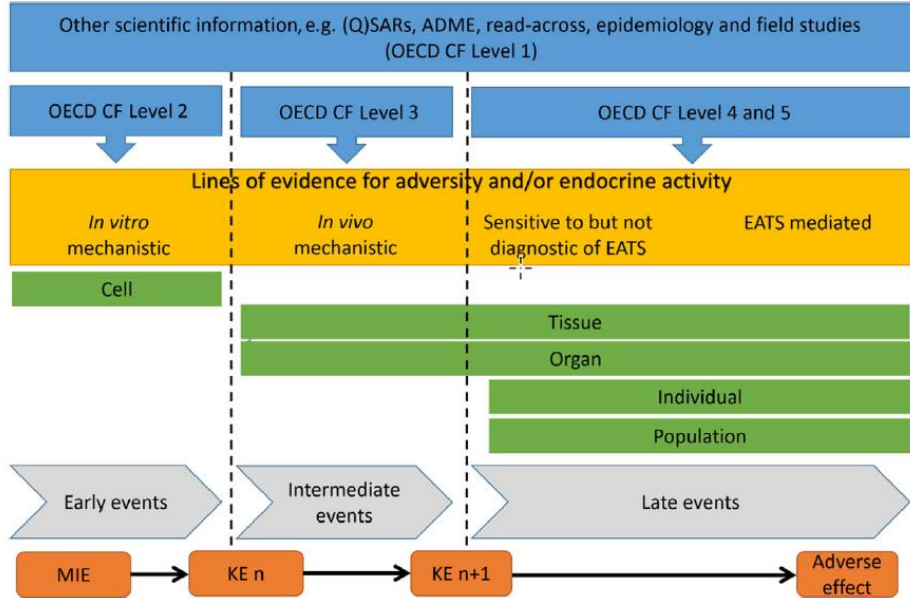 Other scientific information, e.g. (Q)SARs, ADME, read-across, epidemiology and field studies
(OECD CF Level 1)
OECD CF Level 2
OECD CF Level 3
OECD CF Level 4 and 5
Lines of evidence for adversity and/or endocrine activity
In vitro
mechanistic
In vivo
mechanistic
Sensitive to but not
diagnostic of EATS
EATS mediated
Cell
Tissue
Organ
Individual
Population
Early events
Intermediate
events
Late events
MIE
KE n
KE n+1
Adverse
effect